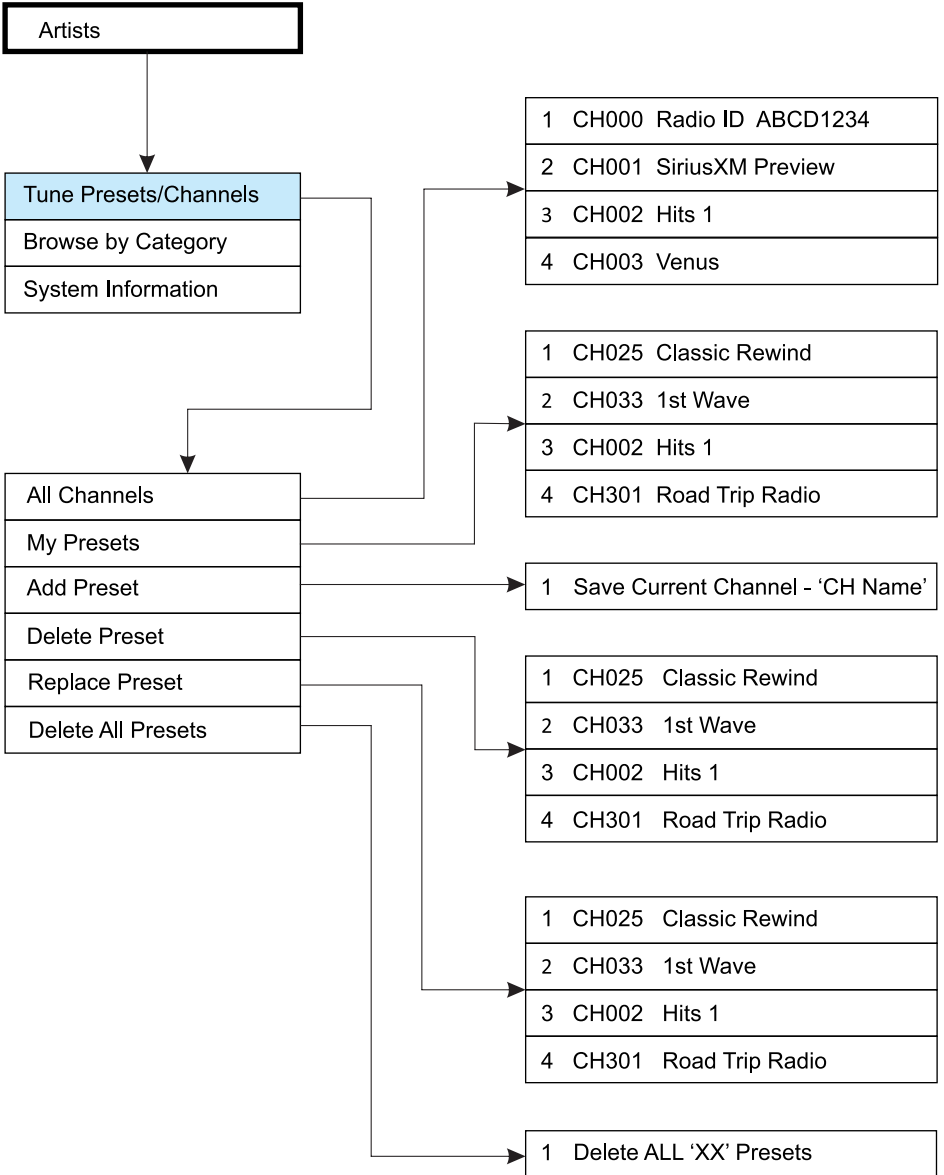 Artists
Tune Presets/Channels
Browse by Category
System Information
All Channels
My Presets
Add Preset
Delete Preset
Replace Preset
Delete All Presets
1 CH000 Radio ID ABCD1234
2 CH001 SiriusXM Preview
3 CH002 Hits 1
4 CH003 Venus
1 CH025 Classic Rewind
2 CH033 1st Wave
3 CH002 Hits 1
4 CH301 Road Trip Radio
1 Save Current Channel - ‘CH Name’
1 CH025 Classic Rewind
2 CH033 1st Wave
3 CH002 Hits 1
4 CH301 Road Trip Radio
1 CH025 Classic Rewind
2 CH033 1st Wave
3 CH002 Hits 1
4 CH301 Road Trip Radio
1 Delete ALL ‘XX’ Presets